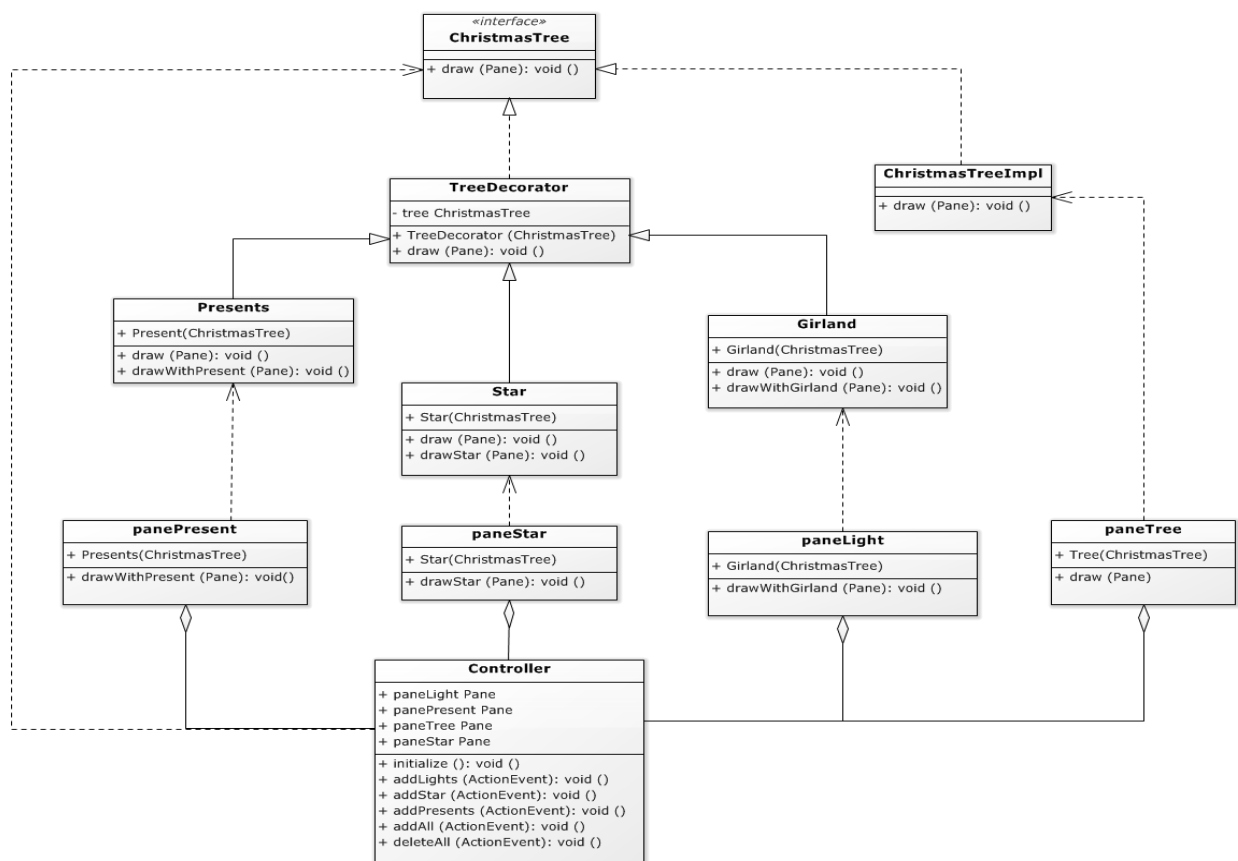 «interface»
ChristmasTree
+ draw (Pane): void ()
TreeDecorator
- tree ChristmasTree
+ TreeDecorator (ChristmasTree)
+ draw (Pane): void ()
ChristmasTreeImpl
+ draw (Pane): void ()
Presents
+ Present(ChristmasTree)
+ draw (Pane): void ()
+ drawWithPresent (Pane): void ()
Star
+ Star(ChristmasTree)
+ draw (Pane): void ()
+ drawStar (Pane): void ()
Girland
+ Girland(ChristmasTree)
+ draw (Pane): void ()
+ drawWithGirland (Pane): void ()
panePresent
+ Presents(ChristmasTree)
+ drawWithPresent (Pane): void()
paneStar
+ Star(ChristmasTree)
+ drawStar (Pane): void ()
paneLight
+ Girland(ChristmasTree)
+ drawWithGirland (Pane): void ()
paneTree
+ Tree(ChristmasTree)
+ draw (Pane)
Controller
+ paneLight Pane
+ panePresent Pane
+ paneTree Pane
+ paneStar Pane
+ initialize (): void ()
+ addLights (ActionEvent): void ()
+ addStar (ActionEvent): void ()
+ addPresents (ActionEvent): void ()
+ addAll (ActionEvent): void ()
+ deleteAll (ActionEvent): void ()